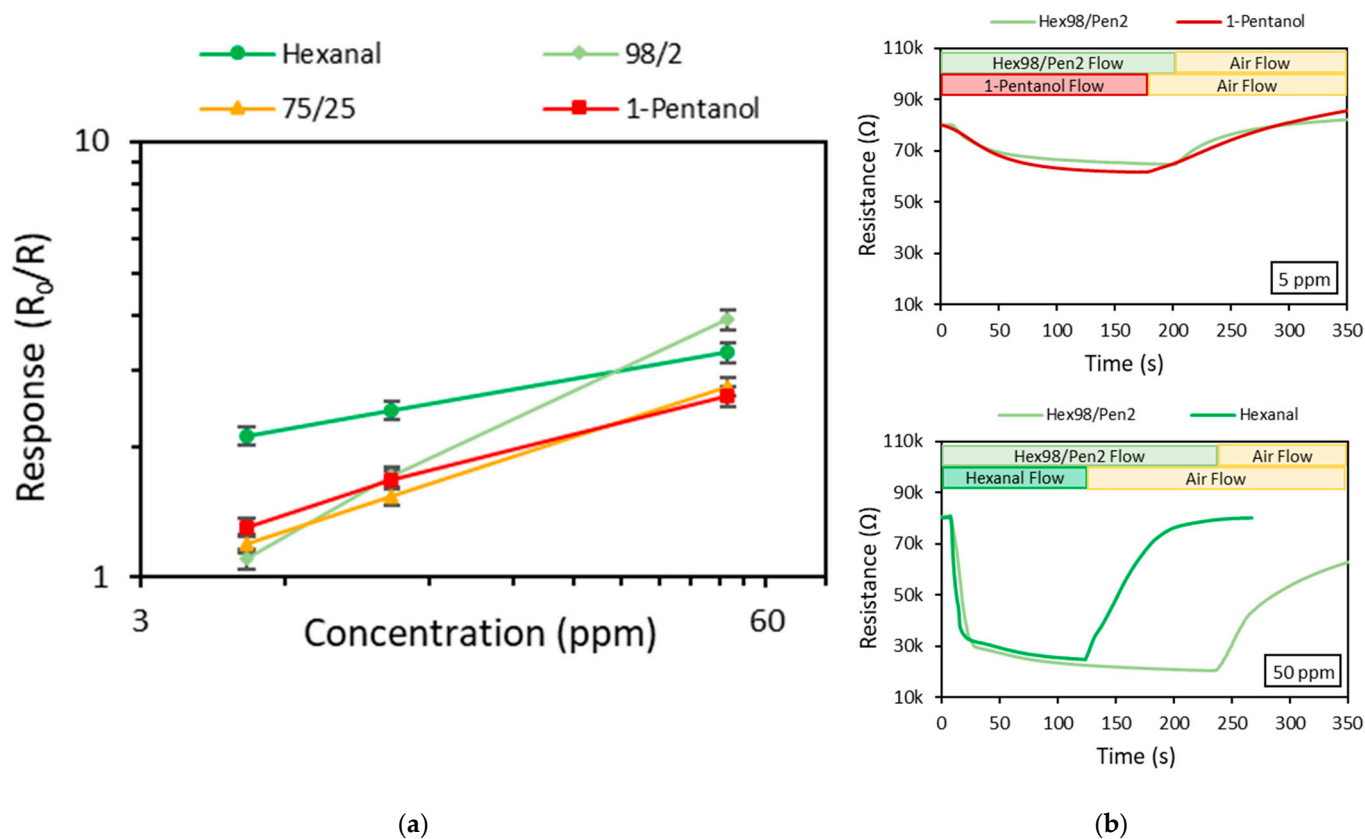 Hexanal
98/2
75/25
1-Pentanol
10
1
Response (R₀/R)
3
60
Concentration (ppm)
(a)
Hex98/Pen2
1-Pentanol
110k
90k
70k
50k
30k
10k
Resistance (Ω)
Hex98/Pen2 Flow
Air Flow
1-Pentanol Flow
Air Flow
5 ppm
0
50
100
150
200
250
300
350
Time (s)
Hex98/Pen2
Hexanal
110k
90k
70k
50k
30k
10k
Resistance (Ω)
Hex98/Pen2 Flow
Air Flow
Hexanal Flow
Air Flow
50 ppm
0
50
100
150
200
250
300
350
Time (s)
(b)